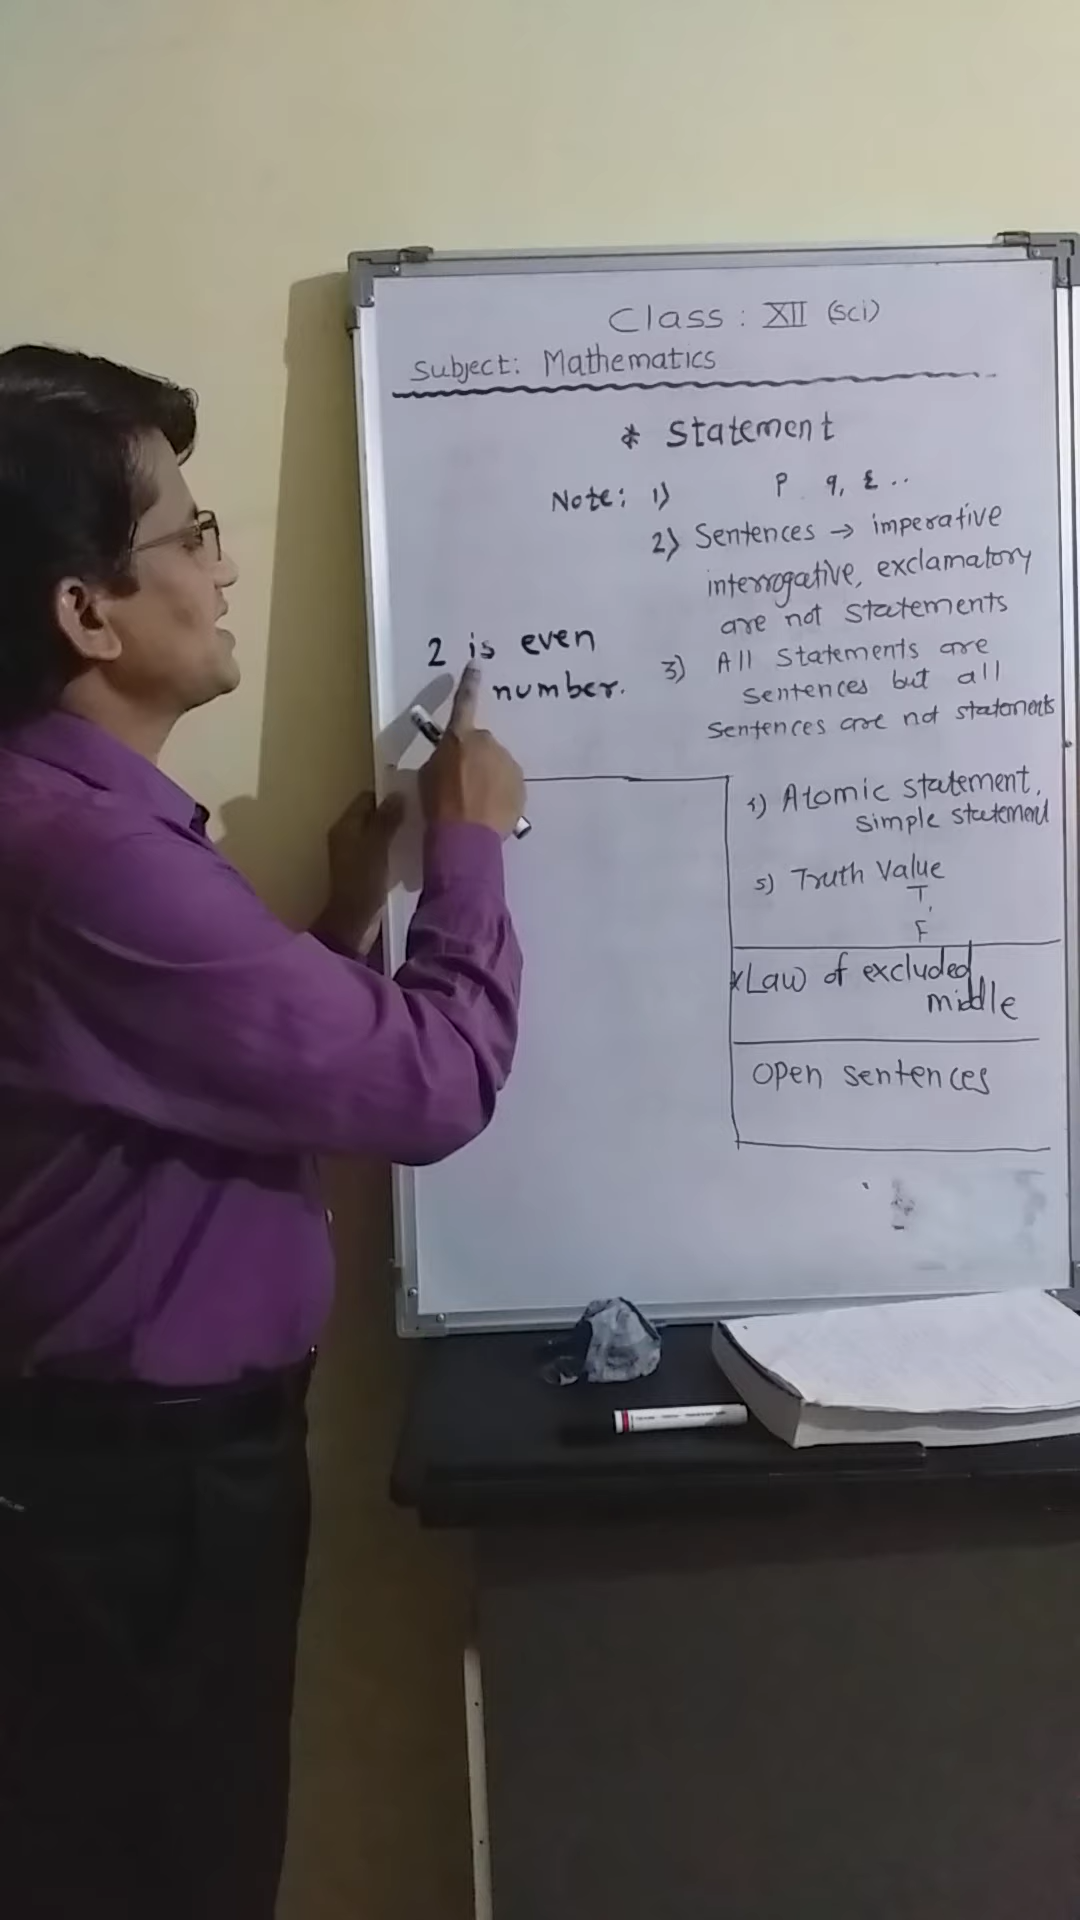 Class : XII (Sci)
Subject: Mathematics
* Statement
Note: 1) p q, r ..
2) Sentences → imperative
interrogative, exclamatory
are not statements
3) All statements are
sentences but all
sentences are not statements
2 is even
number.
4) Atomic statement,
simple statement
5) Truth Value
T,
F
* Law of excluded
middle
open sentences